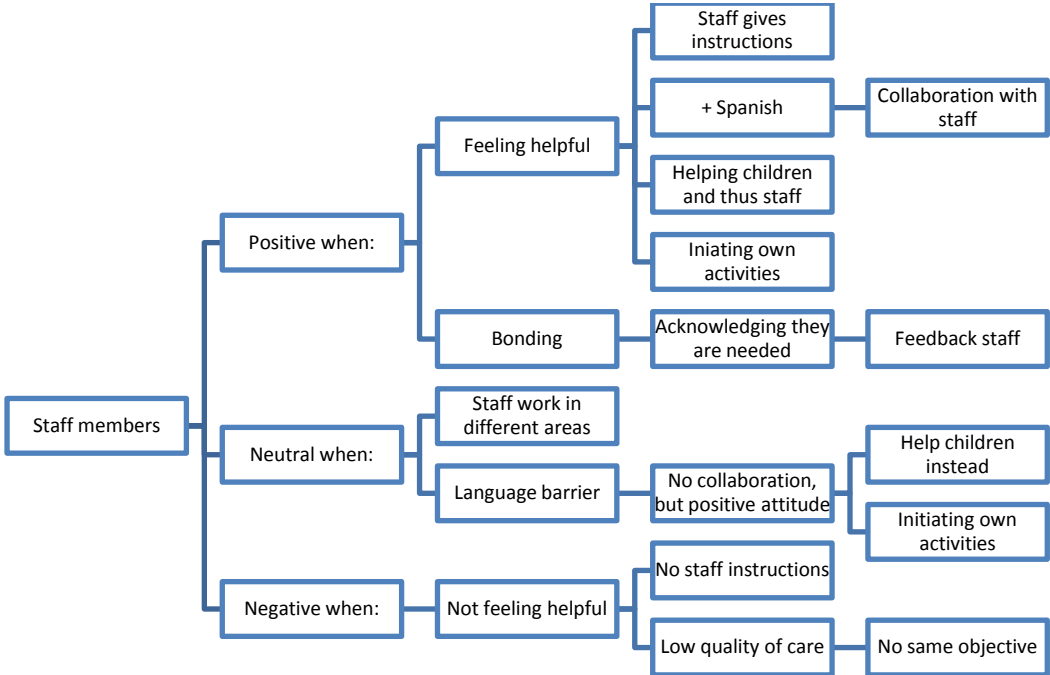 Staff gives
instructions
+ Spanish
Collaboration with
staff
Feeling helpful
Helping children
and thus staff
Positive when:
Iniating own
activities
Bonding
Acknowledging they
are needed
Feedback staff
Staff members
Staff work in
different areas
Neutral when:
Help children
instead
Language barrier
No collaboration,
but positive attitude
Initiating own
activities
No staff instructions
Negative when:
Not feeling helpful
Low quality of care
No same objective